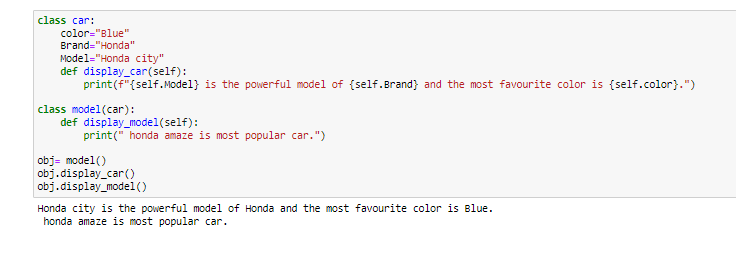 class car:
    color="Blue"
    Brand="Honda"
    Model="Honda city"
    def display_car(self):
        print(f"{self.Model} is the powerful model of {self.Brand} and the most favourite color is {self.color}.")
class model(car):
    def display_model(self):
        print(" honda amaze is most popular car.")
obj= model()
obj.display_car()
obj.display_model()
Honda city is the powerful model of Honda and the most favourite color is Blue.
 honda amaze is most popular car.